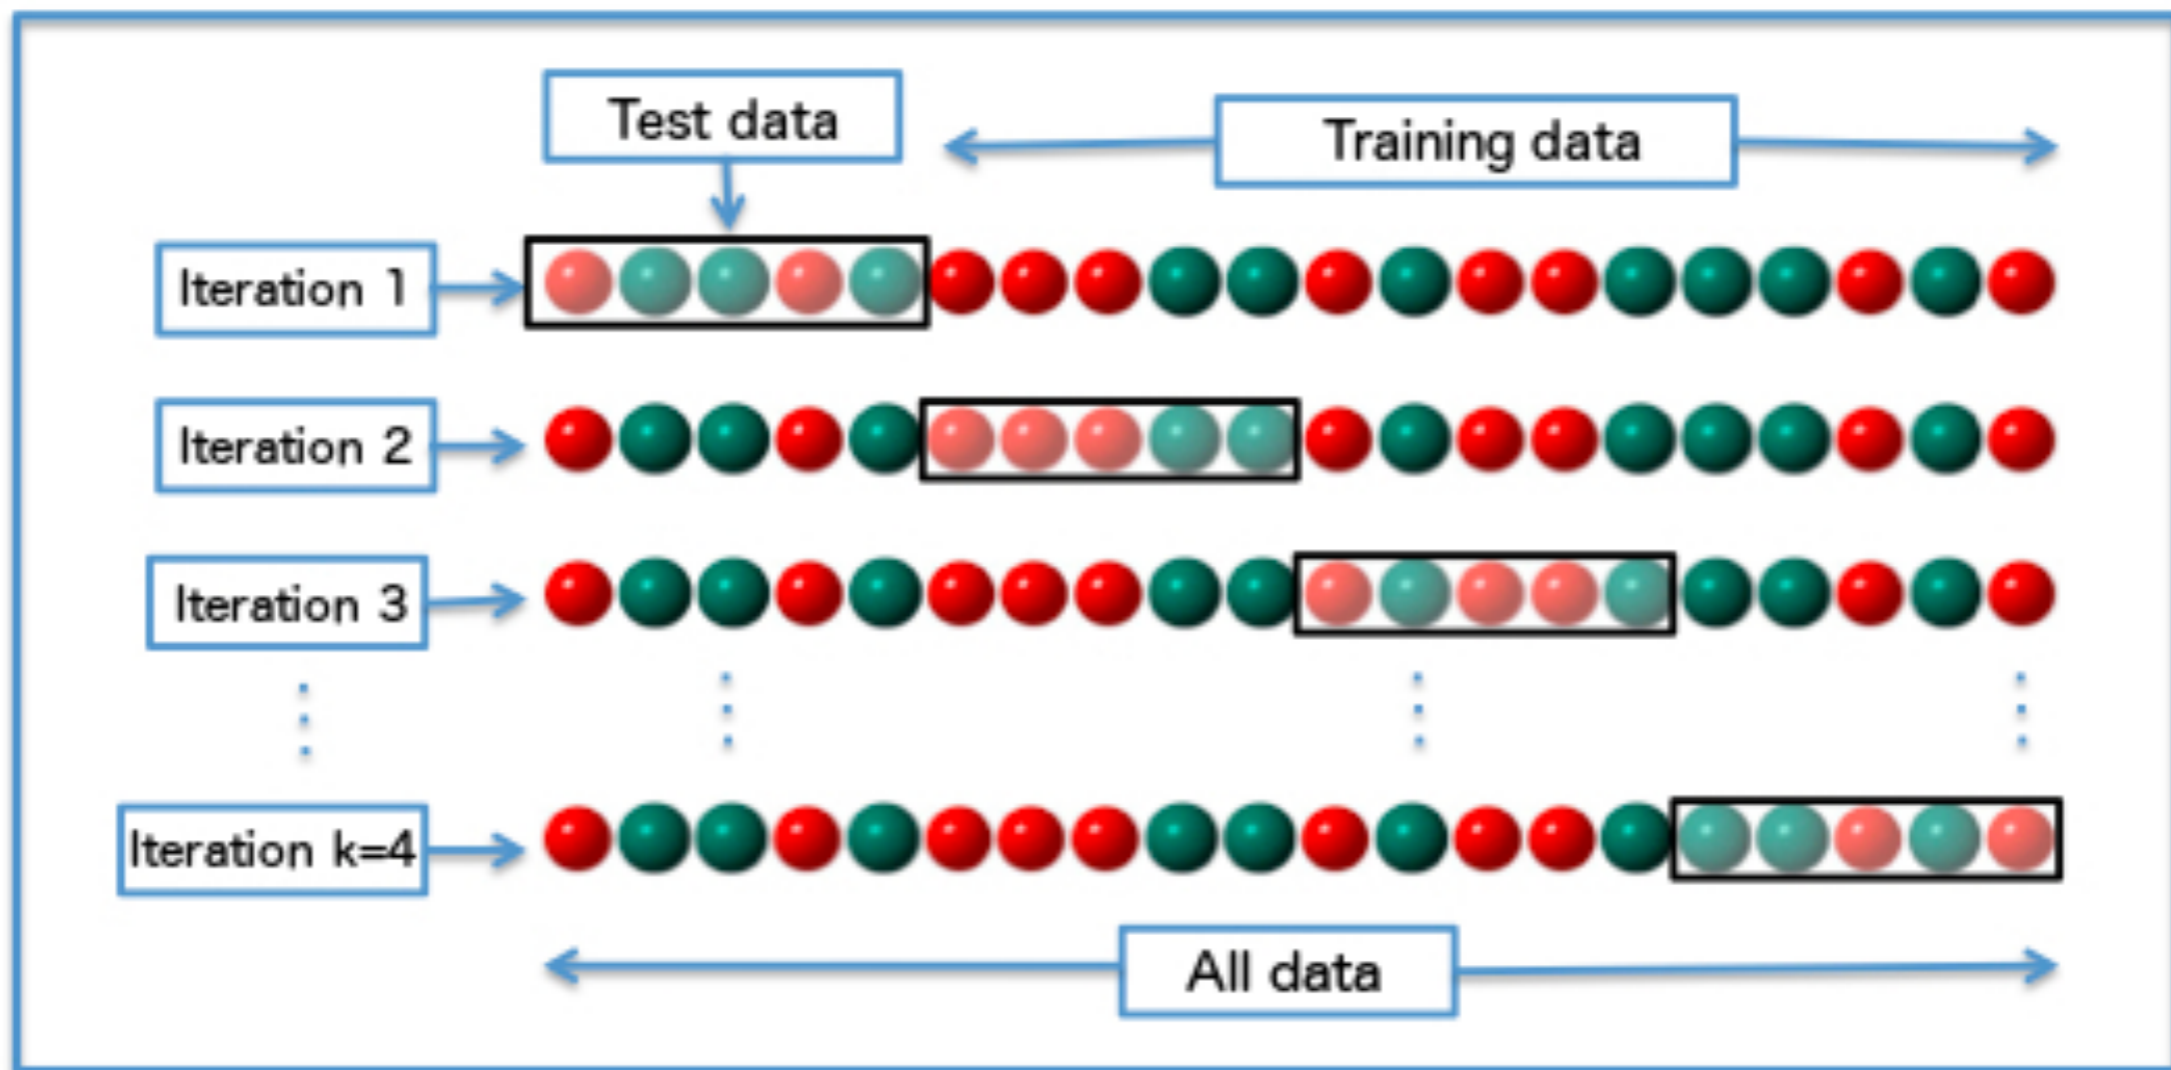 Test data
Training data
Iteration 1
Iteration 2
Iteration 3
Iteration k=4
All data